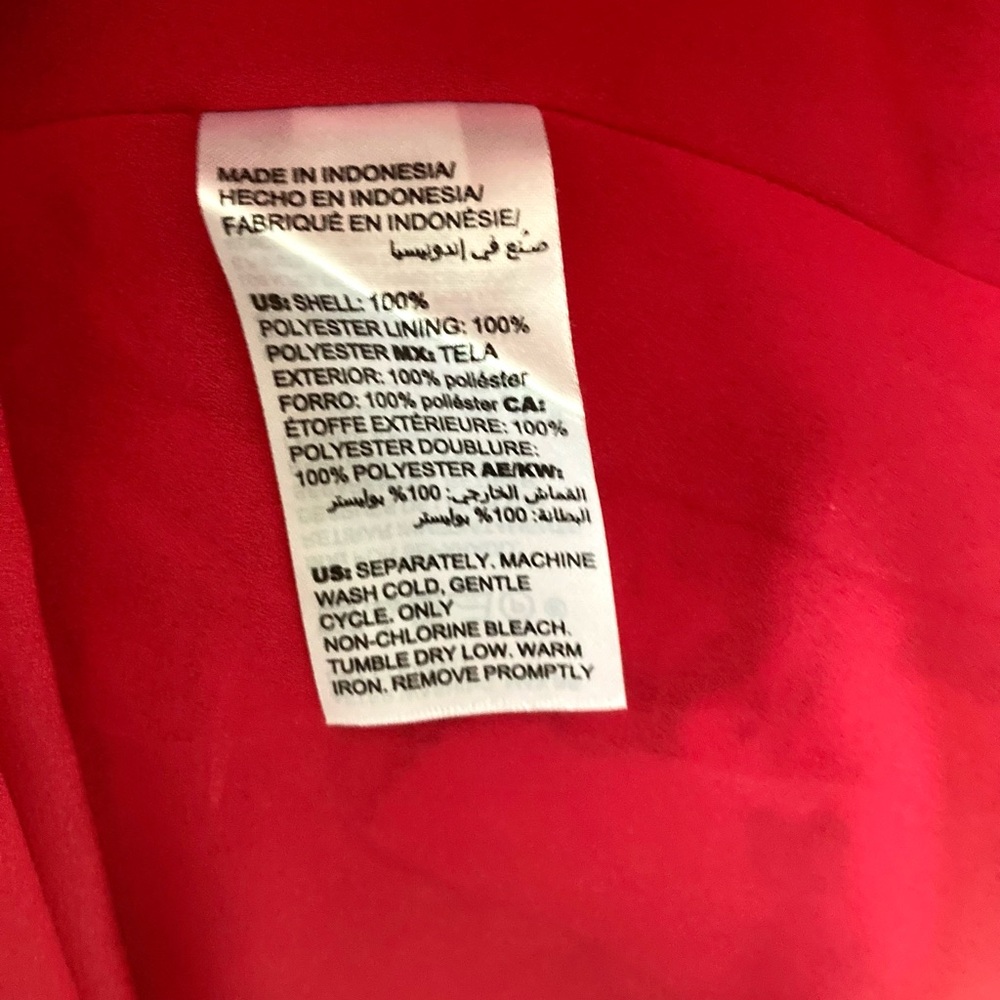 MADE IN INDONESIA/
HECHO EN INDONESIA/
FABRIQUÉ EN INDONÉSIE/
صنع في إندونيسيا
US: SHELL: 100%
POLYESTER LINING: 100%
POLYESTER MX: TELA
EXTERIOR: 100% poliéster
FORRO: 100% poliéster CA:
ÉTOFFE EXTÉRIEURE: 100%
POLYESTER DOUBLURE:
100% POLYESTER AE/KW:
القماش الخارجي: 100% بوليستر
البطانة: 100% بوليستر
US: SEPARATELY. MACHINE
WASH COLD, GENTLE
CYCLE. ONLY
NON-CHLORINE BLEACH.
TUMBLE DRY LOW. WARM
IRON. REMOVE PROMPTLY